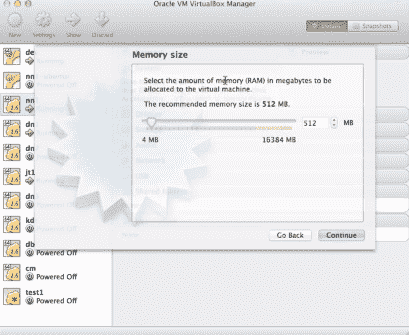 Oracle VM VirtualBox Manager
New Settings Show Discard
Details Snapshots
Memory size
Select the amount of memory (RAM) in megabytes to be
allocated to the virtual machine.
The recommended memory size is 512 MB.
512 MB
4 MB 16384 MB
Go Back Continue
de
nn
nn
dn
dn
dn
jt1
dn
kd
db
Powered Off
cm
Powered Off
test1
Powered Off